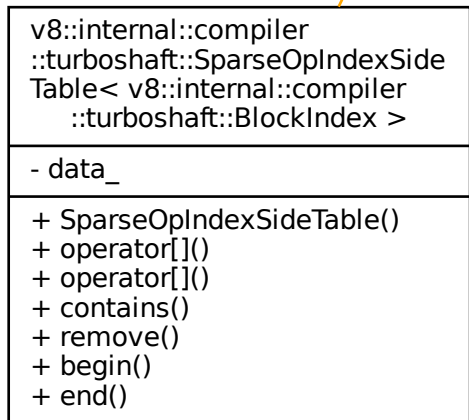 v8::internal::compiler
::turboshaft::SparseOpIndexSide
Table< v8::internal::compiler
::turboshaft::BlockIndex >
- data_
+ SparseOpIndexSideTable()
+ operator[]()
+ operator[]()
+ contains()
+ remove()
+ begin()
+ end()